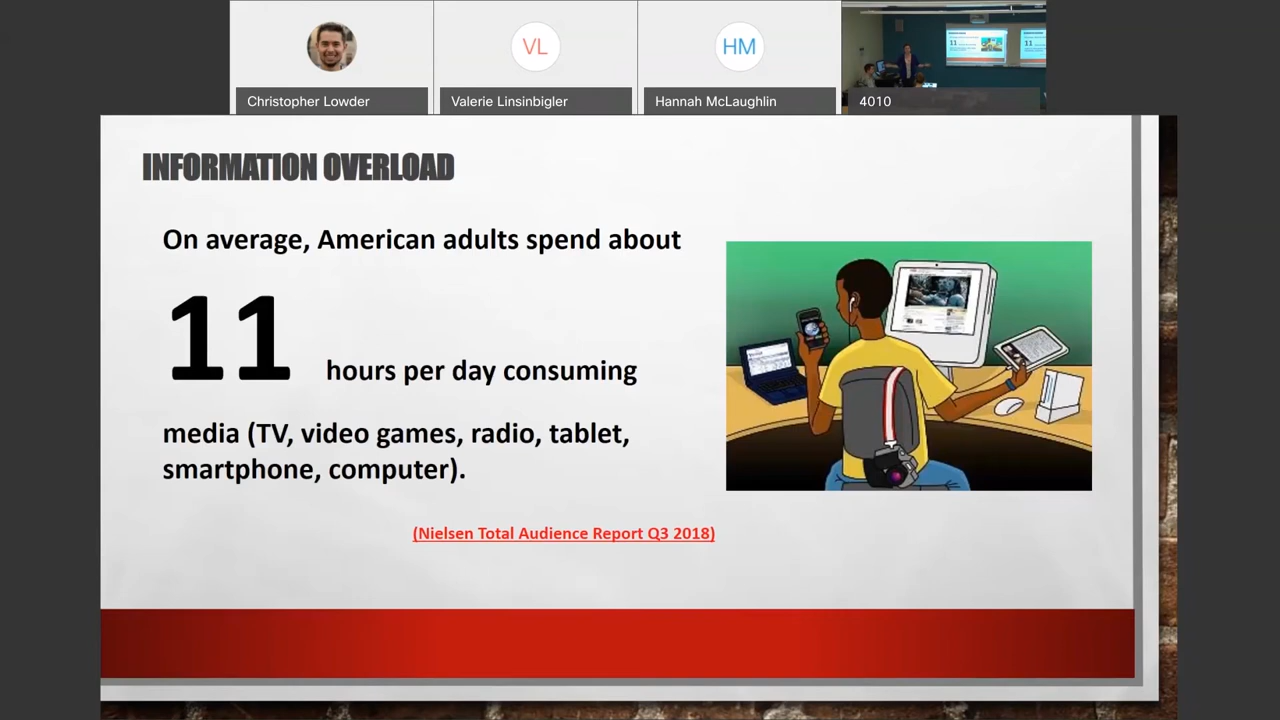 VL
HM
Christopher Lowder
Valerie Linsinbigler
Hannah McLaughlin
4010
INFORMATION OVERLOAD
On average, American adults spend about
11 hours per day consuming
media (TV, video games, radio, tablet,
smartphone, computer).
(Nielsen Total Audience Report Q3 2018)